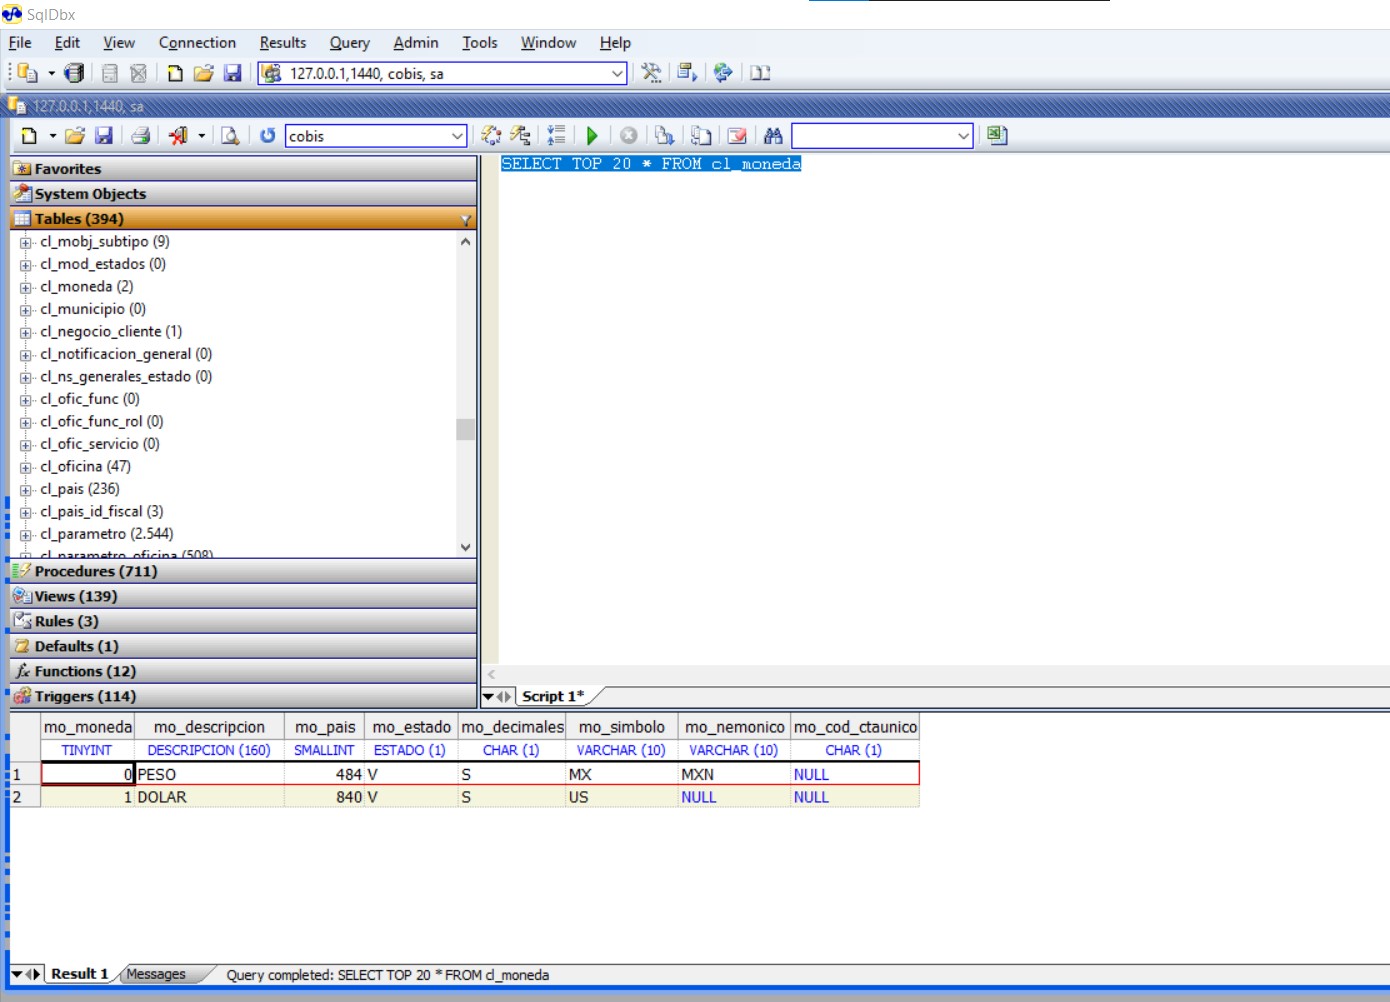 SqlDbx
File Edit View Connection Results Query Admin Tools Window Help
127.0.0.1,1440, cobis, sa
127.0.0.1,1440, sa
cobis
Favorites
System Objects
Tables (394)
cl_mobj_subtipo (9)
cl_mod_estados (0)
cl_moneda (2)
cl_municipio (0)
cl_negocio_cliente (1)
cl_notificacion_general (0)
cl_ns_generales_estado (0)
cl_ofic_func (0)
cl_ofic_func_rol (0)
cl_ofic_servicio (0)
cl_oficina (47)
cl_pais (236)
cl_pais_id_fiscal (3)
cl_parametro (2.544)
cl_parametro_oficina (508)
Procedures (711)
Views (139)
Rules (3)
Defaults (1)
Functions (12)
Triggers (114)
SELECT TOP 20 * FROM cl_moneda
Script 1*
mo_moneda mo_descripcion mo_pais mo_estado mo_decimales mo_simbolo mo_nemonico mo_cod_ctaunico
TINYINT DESCRIPCION (160) SMALLINT ESTADO (1) CHAR (1) VARCHAR (10) VARCHAR (10) CHAR (1)
1 0 PESO 484 V S MX MXN NULL
2 1 DOLAR 840 V S US NULL NULL
Result 1 Messages Query completed: SELECT TOP 20 * FROM cl_moneda